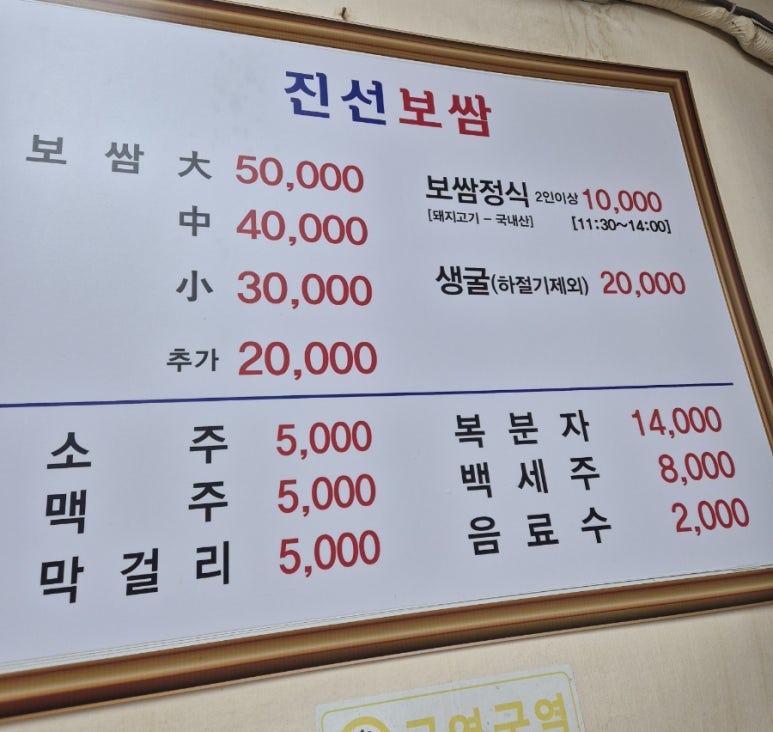 진선보쌈
보 쌈 大 50,000
中 40,000
小 30,000
추가 20,000
보쌈정식 2인이상 10,000
[돼지고기 - 국내산] [11:30~14:00]
생굴(하절기제외) 20,000
소 주 5,000
맥 주 5,000
막 걸 리 5,000
복 분 자 14,000
백 세 주 8,000
음 료 수 2,000
금연구역